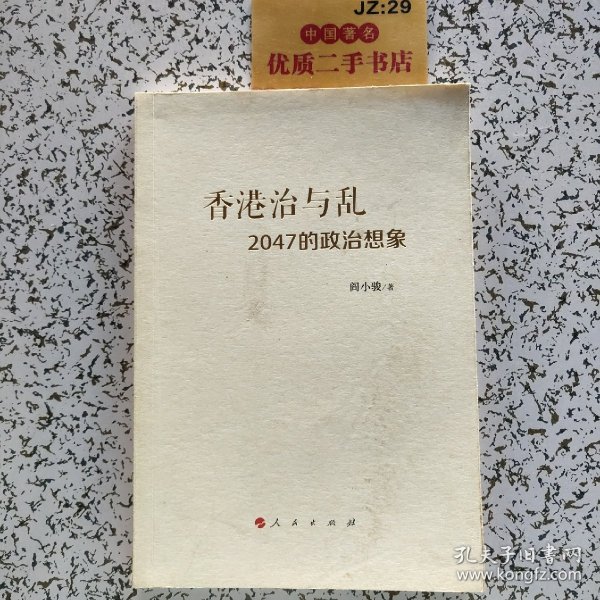 JZ:29
中国著名
优质二手书店
香港治与乱
2047的政治想象
阎小骏/著
人民出版社
孔夫子旧书网
www.kongfz.com